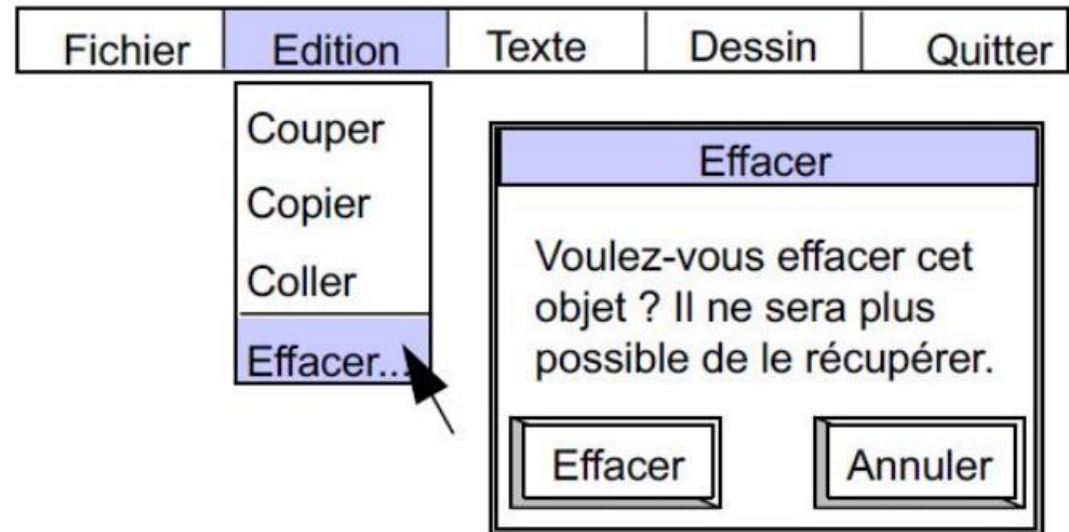 Fichier Edition Texte Dessin Quitter
Couper
Copier
Coller
Effacer...
Effacer
Voulez-vous effacer cet
objet ? Il ne sera plus
possible de le récupérer.
Effacer Annuler